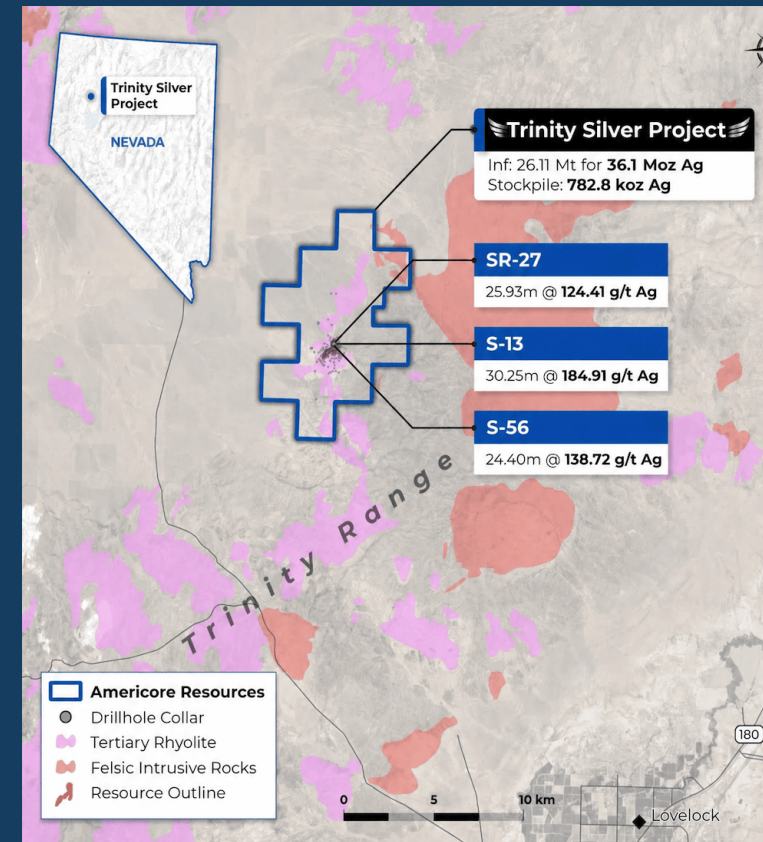 Trinity Silver
Project
NEVADA
Trinity Silver Project
Inf: 26.11 Mt for 36.1 Moz Ag
Stockpile: 782.8 koz Ag
SR-27
25.93m @ 124.41 g/t Ag
S-13
30.25m @ 184.91 g/t Ag
S-56
24.40m @ 138.72 g/t Ag
Trinity Range
Americore Resources
Drillhole Collar
Tertiary Rhyolite
Felsic Intrusive Rocks
Resource Outline
0 5 10 km
180
Lovelock